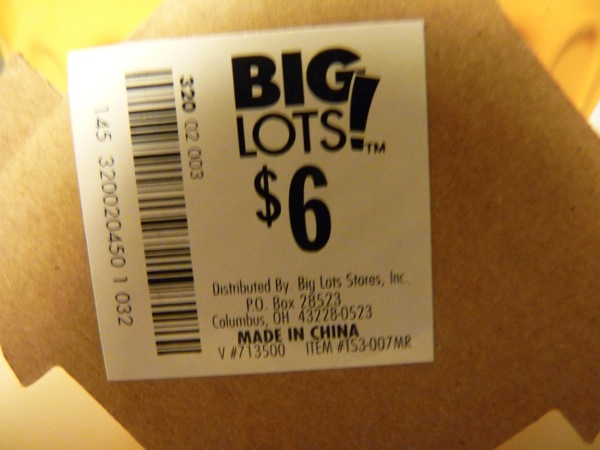 BIG
LOTS!™
$6
Distributed By Big Lots Stores, Inc.
P.O. Box 28523
Columbus, OH 43228-0523
MADE IN CHINA
V #713500 ITEM #TS3-007MR
320 02 003
145 320020450 1 032